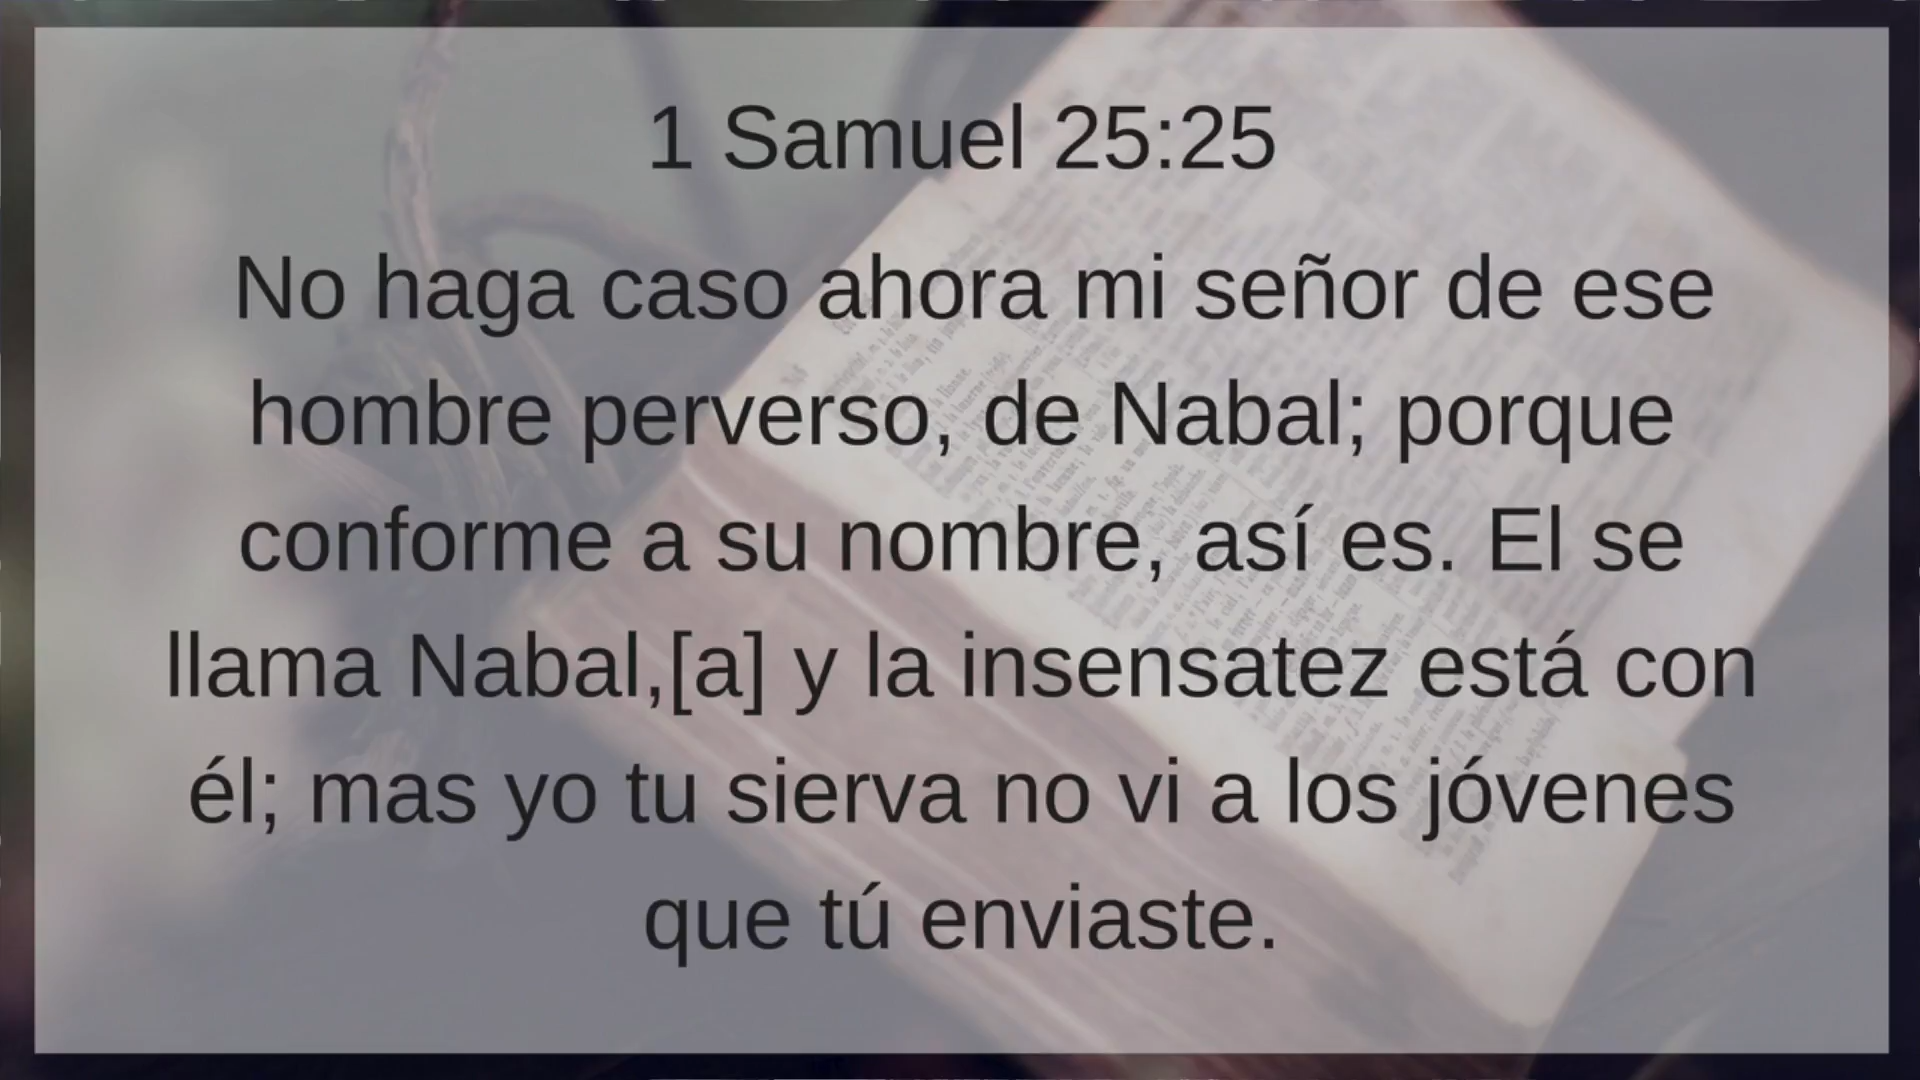 1 Samuel 25:25
No haga caso ahora mi señor de ese
hombre perverso, de Nabal; porque
conforme a su nombre, así es. El se
llama Nabal,[a] y la insensatez está con
él; mas yo tu sierva no vi a los jóvenes
que tú enviaste.